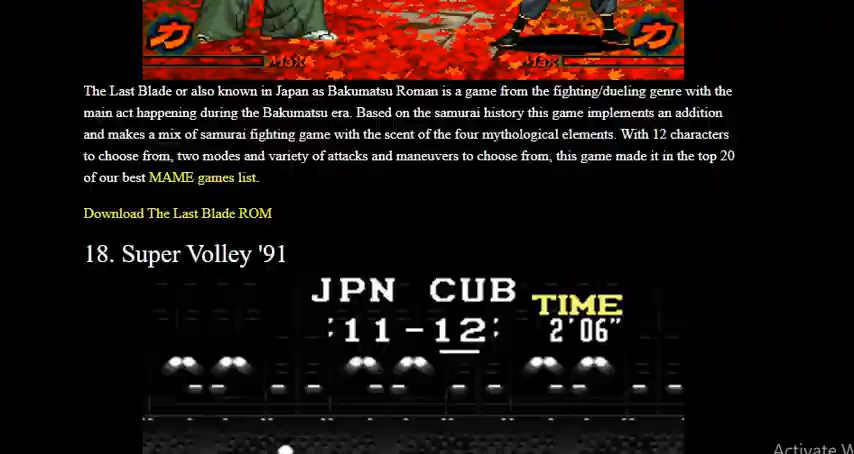 力 力
Max Max
The Last Blade or also known in Japan as Bakumatsu Roman is a game from the fighting/dueling genre with the
main act happening during the Bakumatsu era. Based on the samurai history this game implements an addition
and makes a mix of samurai fighting game with the scent of the four mythological elements. With 12 characters
to choose from, two modes and variety of attacks and maneuvers to choose from, this game made it in the top 20
of our best MAME games list.
Download The Last Blade ROM
18. Super Volley '91
JPN CUB
TIME
:11-12: 2'06"
Activate W